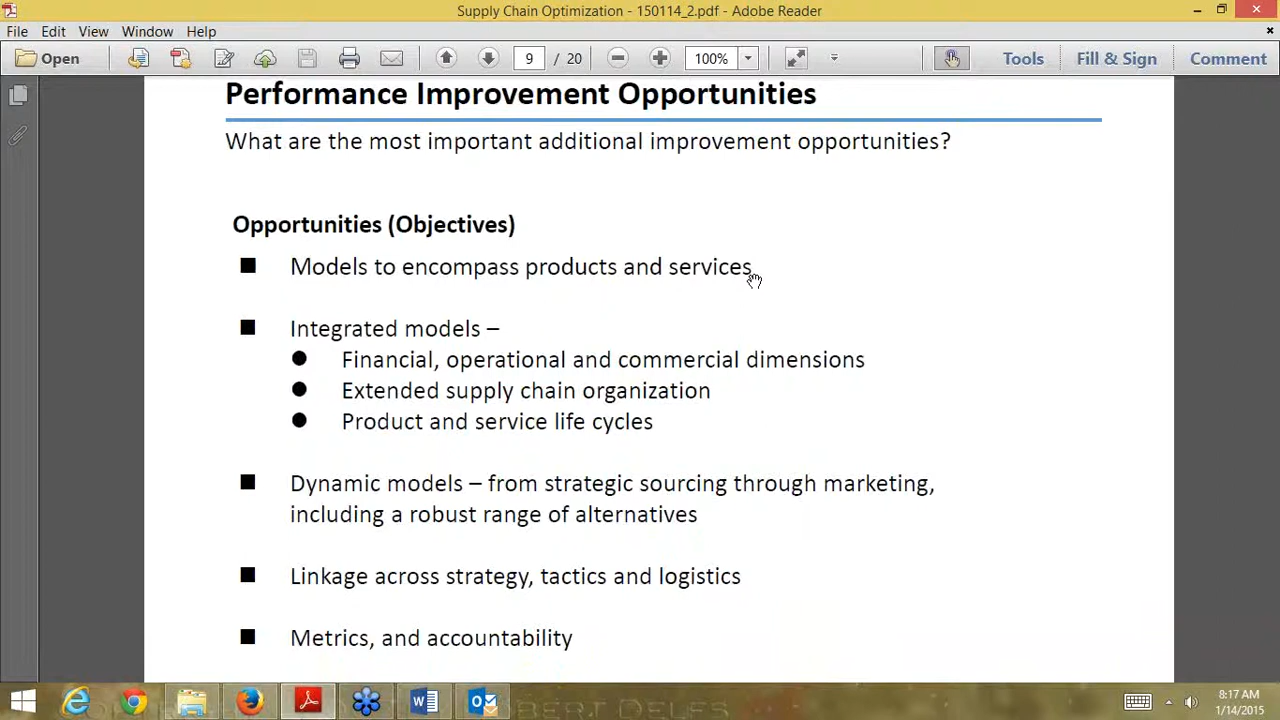 Supply Chain Optimization - 150114_2.pdf - Adobe Reader
File Edit View Window Help
Open 9 / 20 100% Tools Fill & Sign Comment
Performance Improvement Opportunities
What are the most important additional improvement opportunities?
Opportunities (Objectives)
■ Models to encompass products and services
■ Integrated models –
● Financial, operational and commercial dimensions
● Extended supply chain organization
● Product and service life cycles
■ Dynamic models – from strategic sourcing through marketing,
including a robust range of alternatives
■ Linkage across strategy, tactics and logistics
■ Metrics, and accountability
8:17 AM
1/14/2015